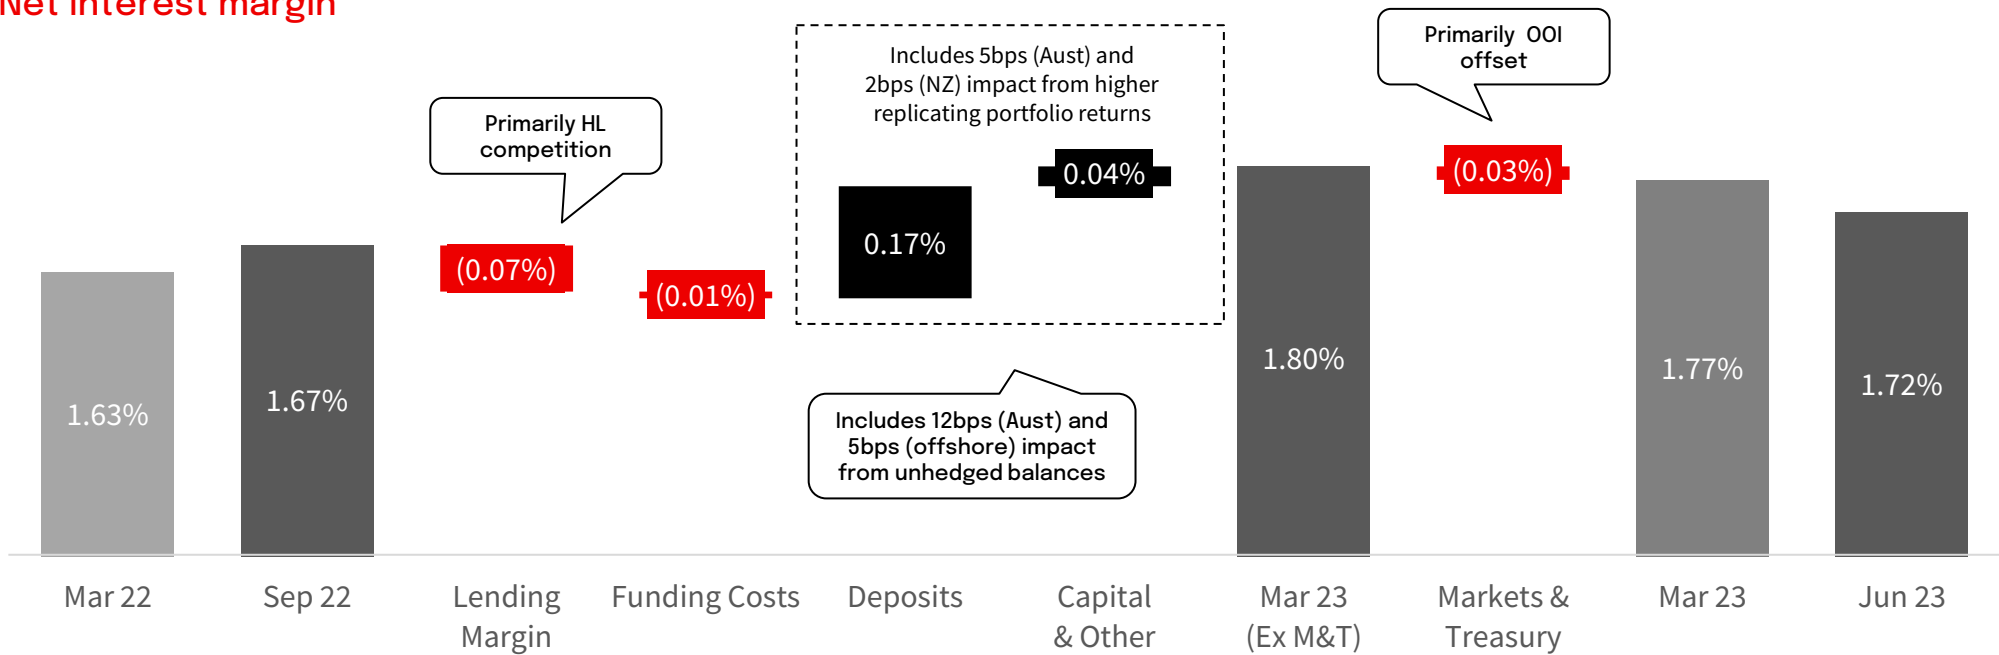 Net interest margin
Primarily HL
competition
Includes 5bps (Aust) and
2bps (NZ) impact from higher
replicating portfolio returns
Primarily OOI
offset
1.63%
1.67%
(0.07%)
(0.01%)
0.17%
0.04%
1.80%
(0.03%)
1.77%
1.72%
Includes 12bps (Aust) and
5bps (offshore) impact
from unhedged balances
Mar 22
Sep 22
Lending
Margin
Funding Costs
Deposits
Capital
& Other
Mar 23
(Ex M&T)
Markets &
Treasury
Mar 23
Jun 23